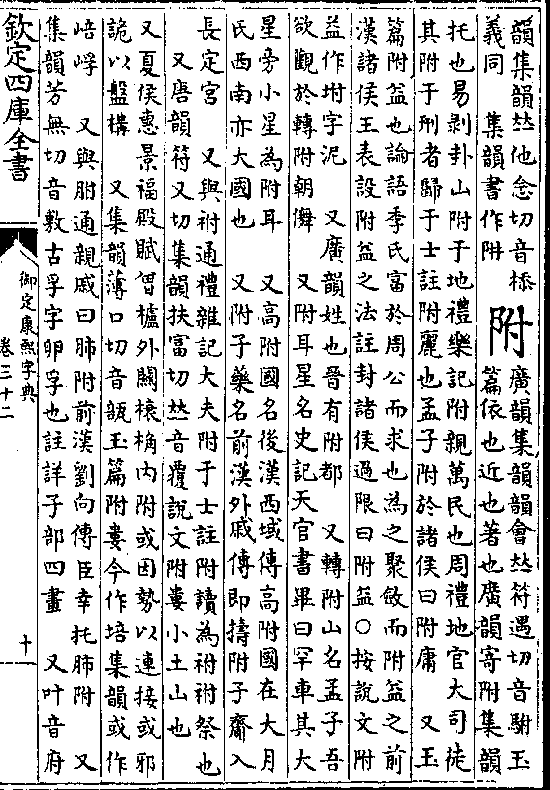 韻集韻𠀤他念切音㮇
義同 集韻書作
附
廣韻集韻韻會𠀤符遇切音駙玉
篇依也近也著也廣韻寄附集韻
托也易剝卦山附于地禮樂記附親萬民也周禮地官大司徒
其附于刑者歸于士註附麗也孟子附於諸侯曰附庸 又玉
篇附益也論語季氏富於周公而求也為之聚斂而附益之前
漢諸侯王表設附益之法註封諸侯過限曰附益○按說文附
益作坿字泥 又廣韻姓也晉有附都 又轉附山名孟子吾
欲觀於轉附朝儛 又附耳星名史記天官書畢曰罕車其大
星旁小星為附耳 又高附國名後漢西域傳高附國在大月
氏西南亦大國也 又附子藥名前漢外戚傳即擣附子齎入
長定宮 又與祔通禮雜記大夫附于士註附讀為祔祔祭也
又唐韻符又切集韻扶富切𠀤音覆說文附婁小土山也
又夏侯惠景福殿賦曾櫨外闢欀桷內附或因勢以連接或邪
詭以盤構 又集韻薄口切音瓿玉篇附婁今作培集韻或作
又與胕通親戚曰肺附前漢劉向傳臣幸托肺附 又
集韻芳無切音敷古孚字卵孚也註詳子部四畫 又叶音府
欽定四庫全書
御定康熙字典
卷三十二
十